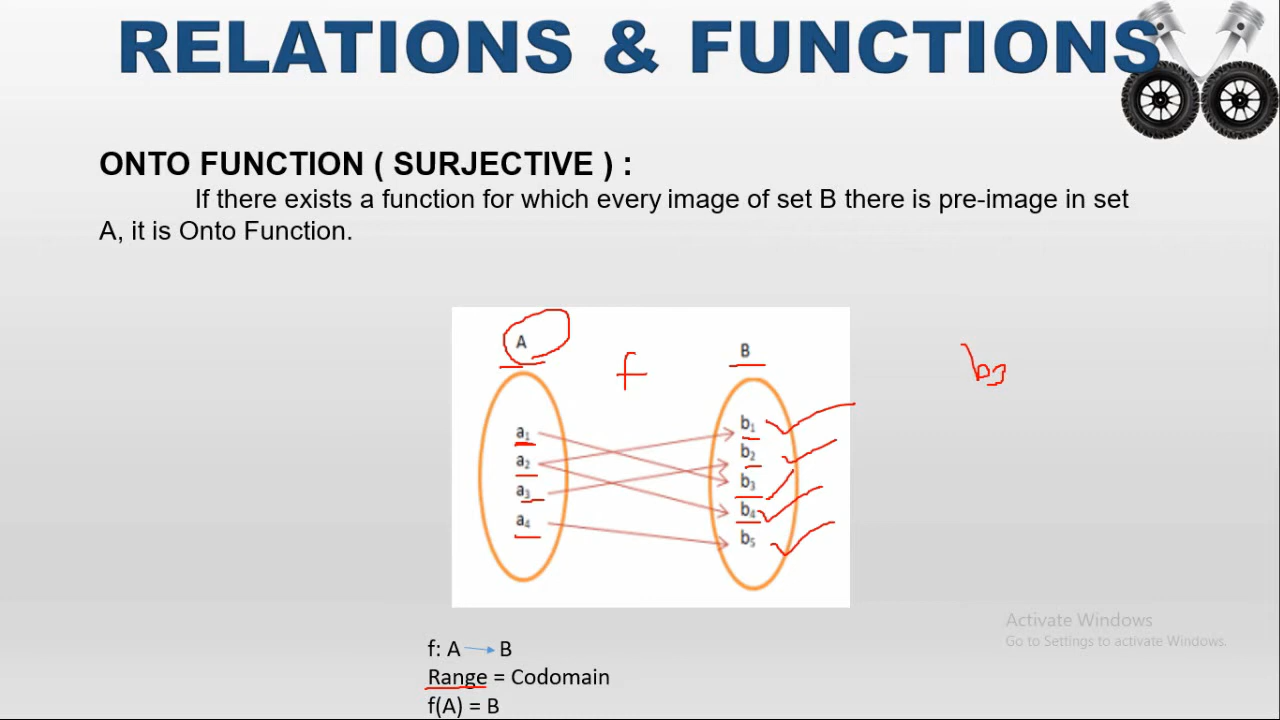 RELATIONS & FUNCTIONS
ONTO FUNCTION ( SURJECTIVE ) :
If there exists a function for which every image of set B there is pre-image in set
A, it is Onto Function.
A
f
B
b3
a1
a2
a3
a4
b1
b2
b3
b4
b5
Activate Windows
Go to Settings to activate Windows.
f: A → B
Range = Codomain
f(A) = B